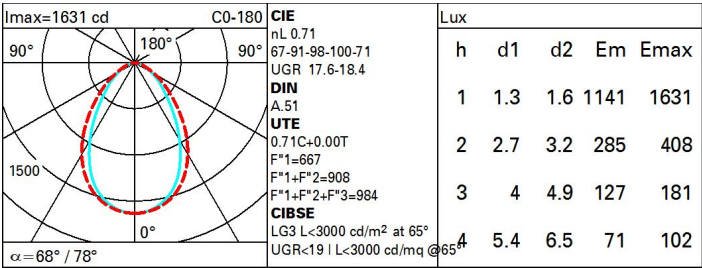 Imax=1631 cd C0-180
90° 180° 90°
1500
0°
α=68° / 78°
CIE
nL 0.71
67-91-98-100-71
UGR 17.6-18.4
DIN
A.51
UTE
0.71C+0.00T
F"1=667
F"1+F"2=908
F"1+F"2+F"3=984
CIBSE
LG3 L<3000 cd/m² at 65°
UGR<19 | L<3000 cd/mq @65°
Lux
h d1 d2 Em Emax
1 1.3 1.6 1141 1631
2 2.7 3.2 285 408
3 4 4.9 127 181
4 5.4 6.5 71 102